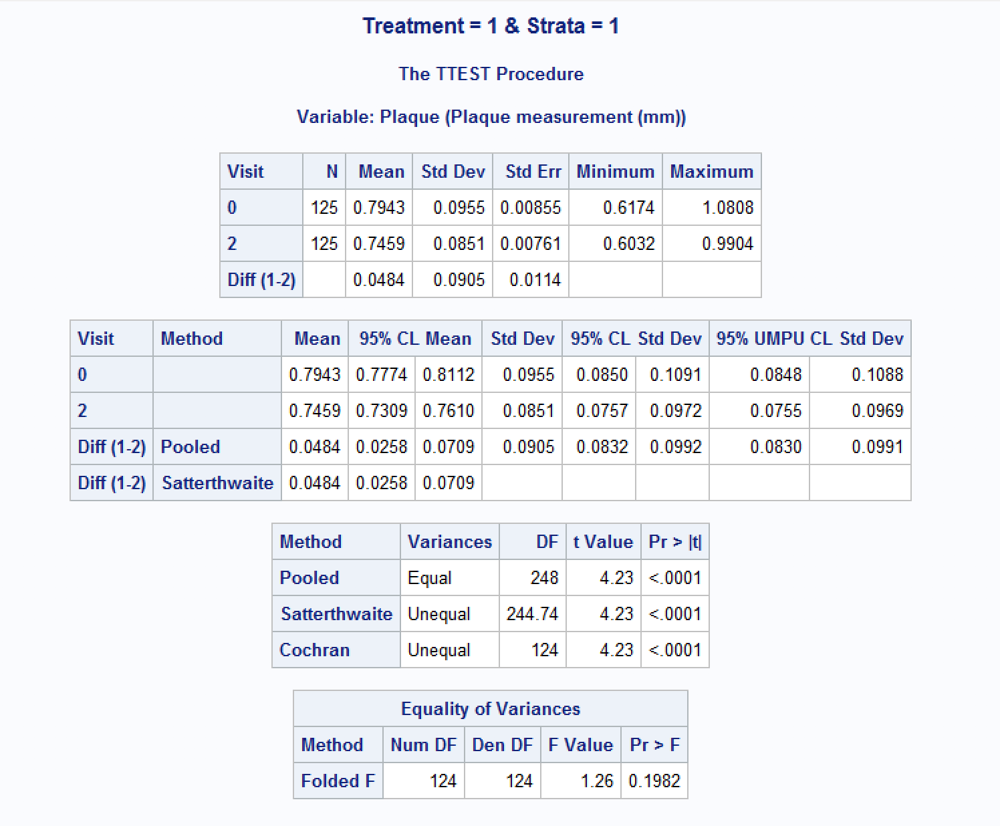 Treatment = 1 & Strata = 1
The TTEST Procedure
Variable: Plaque (Plaque measurement (mm))
Visit N Mean Std Dev Std Err Minimum Maximum
0 125 0.7943 0.0955 0.00855 0.6174 1.0808
2 125 0.7459 0.0851 0.00761 0.6032 0.9904
Diff (1-2) 0.0484 0.0905 0.0114
Visit Method Mean 95% CL Mean Std Dev 95% CL Std Dev 95% UMPU CL Std Dev
0 0.7943 0.7774 0.8112 0.0955 0.0850 0.1091 0.0848 0.1088
2 0.7459 0.7309 0.7610 0.0851 0.0757 0.0972 0.0755 0.0969
Diff (1-2) Pooled 0.0484 0.0258 0.0709 0.0905 0.0832 0.0992 0.0830 0.0991
Diff (1-2) Satterthwaite 0.0484 0.0258 0.0709
Method Variances DF t Value Pr > |t|
Pooled Equal 248 4.23 <.0001
Satterthwaite Unequal 244.74 4.23 <.0001
Cochran Unequal 124 4.23 <.0001
Equality of Variances
Method Num DF Den DF F Value Pr > F
Folded F 124 124 1.26 0.1982